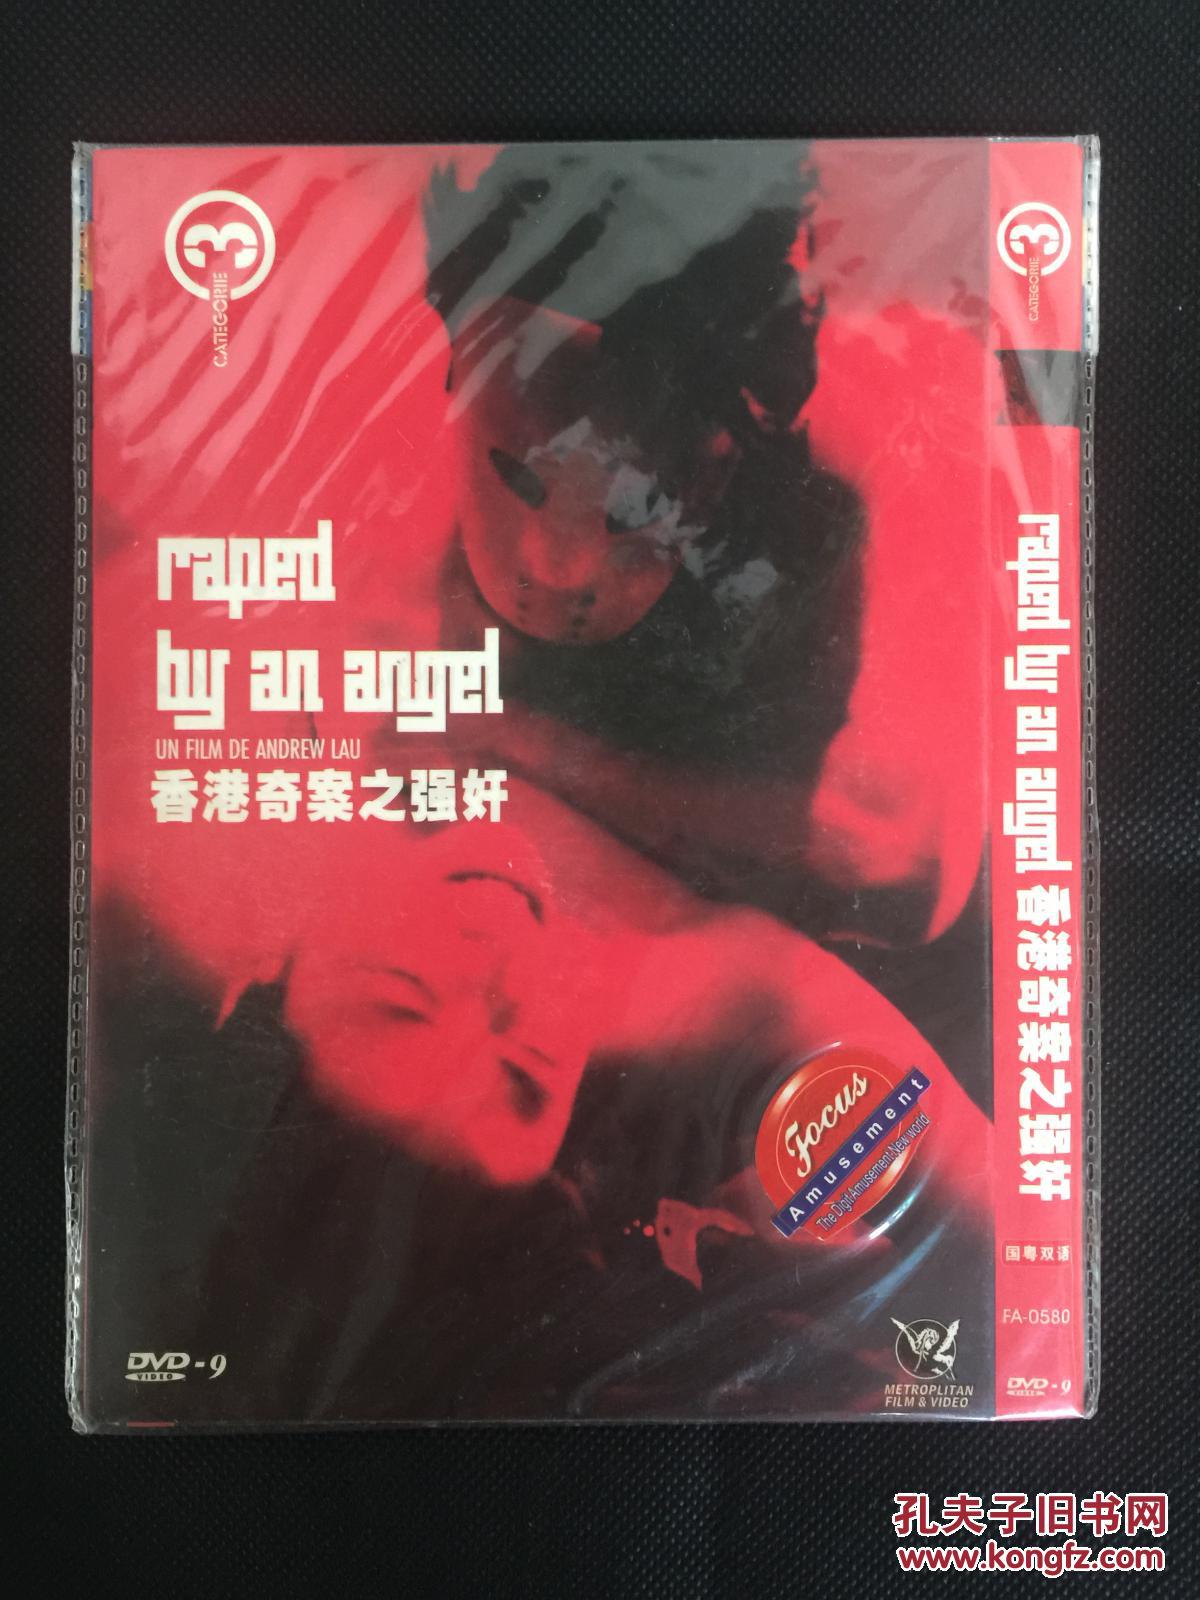 3
CATEGORIE
raped
by an angel
UN FILM DE ANDREW LAU
香港奇案之强奸
Focus
Amusement
The Digit-Amusement-New world
DVD-9
VIDEO
METROPLITAN
FILM & VIDEO
3
CATEGORIE
raped by an angel 香港奇案之强奸
国粤双语
FA-0580
DVD-9
VIDEO
孔夫子旧书网
www.kongfz.com